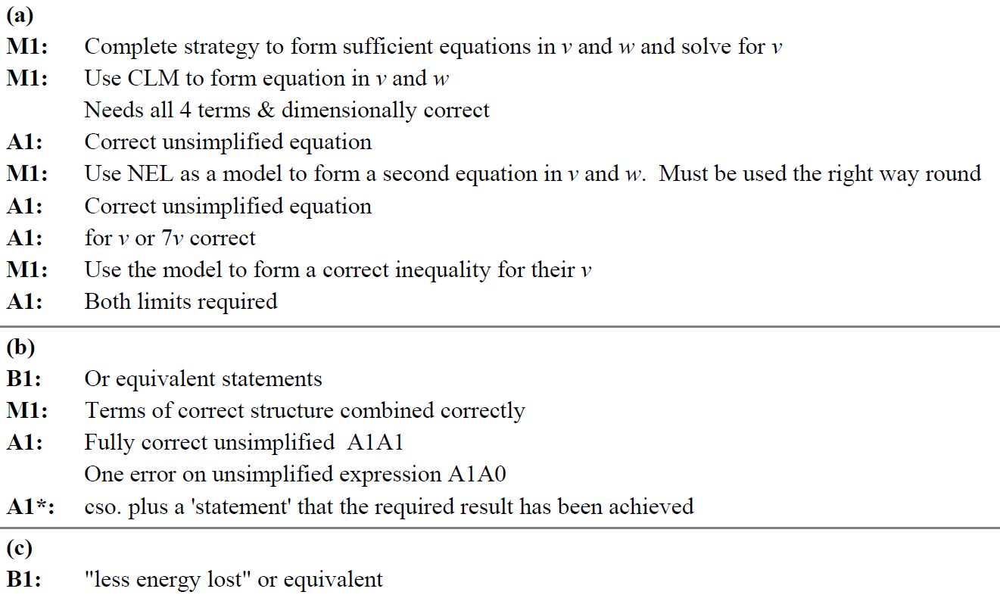 (a)
M1: Complete strategy to form sufficient equations in v and w and solve for v
M1: Use CLM to form equation in v and w
Needs all 4 terms & dimensionally correct
A1: Correct unsimplified equation
M1: Use NEL as a model to form a second equation in v and w.  Must be used the right way round
A1: Correct unsimplified equation
A1: for v or 7v correct
M1: Use the model to form a correct inequality for their v
A1: Both limits required
(b)
B1: Or equivalent statements
M1: Terms of correct structure combined correctly
A1: Fully correct unsimplified  A1A1
One error on unsimplified expression A1A0
A1*: cso. plus a 'statement' that the required result has been achieved
(c)
B1: "less energy lost" or equivalent